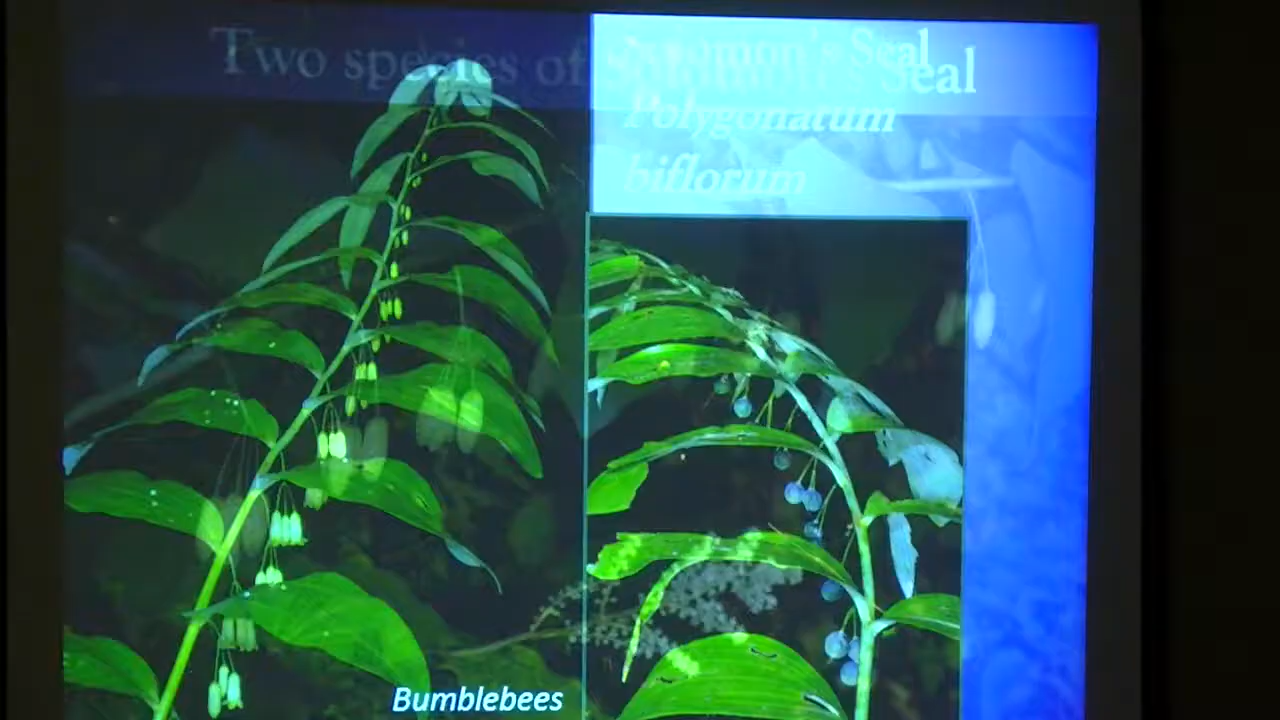 Two species of Solomon's Seal
Solomon's Seal
Polygonatum
biflorum
Bumblebees